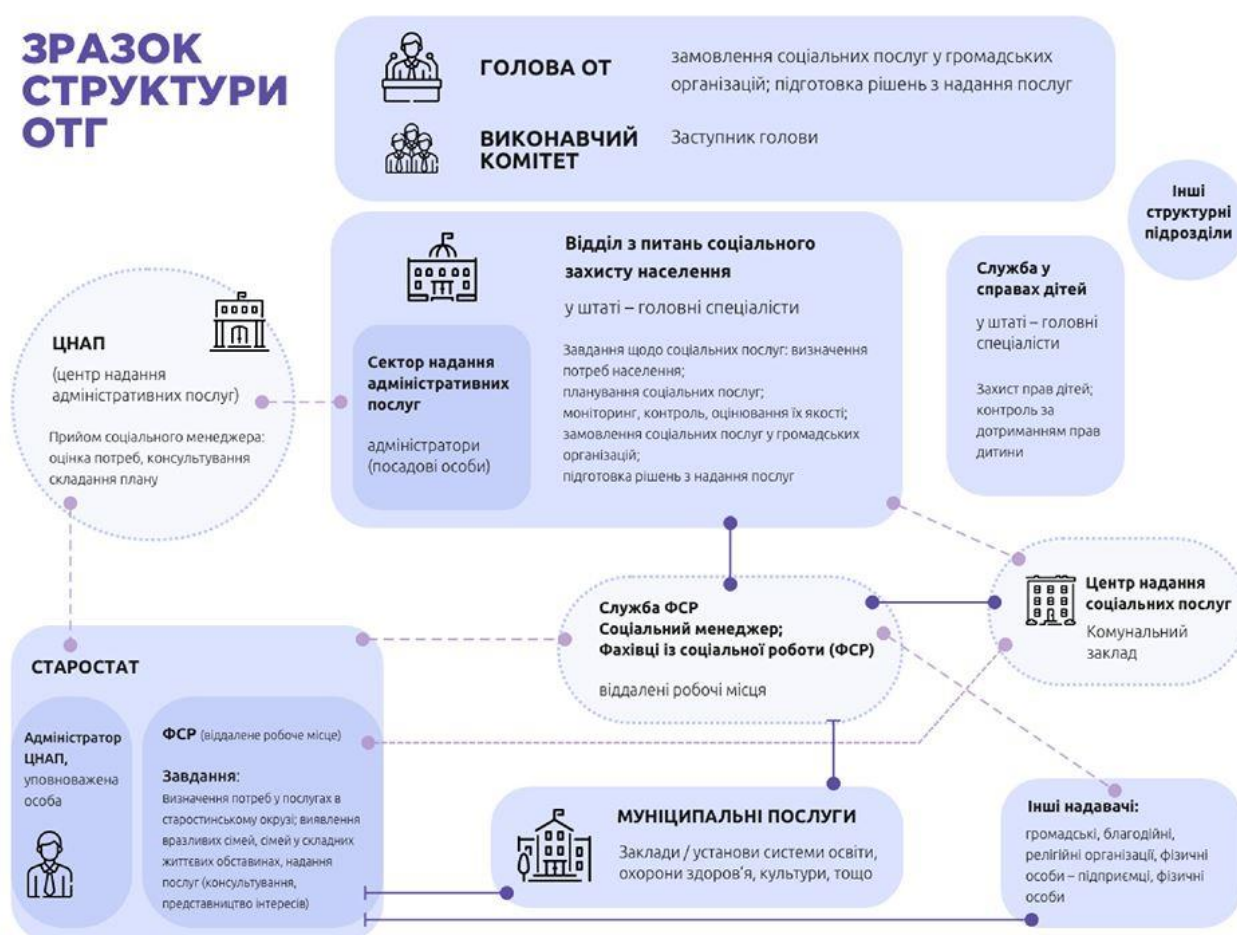 ЗРАЗОК
СТРУКТУРИ
ОТГ
ГОЛОВА ОТ
замовлення соціальних послуг у громадських
організацій; підготовка рішень з надання послуг
ВИКОНАВЧИЙ
КОМІТЕТ
Заступник голови
Інші
структурні
підрозділи
Відділ з питань соціального
захисту населення
у штаті – головні спеціалісти
Завдання щодо соціальних послуг: визначення
потреб населення;
планування соціальних послуг;
моніторинг, контроль, оцінювання їх якості;
замовлення соціальних послуг у громадських
організацій;
підготовка рішень з надання послуг
Сектор надання
адміністративних
послуг
адміністратори
(посадові особи)
Служба у
справах дітей
у штаті – головні
спеціалісти
Захист прав дітей;
контроль за
дотриманням прав
дитини
ЦНАП
(центр надання
адміністративних послуг)
Прийом соціального менеджера:
оцінка потреб, консультування
складання плану
Служба ФСР
Соціальний менеджер;
Фахівці із соціальної роботи (ФСР)
віддалені робочі місця
Центр надання
соціальних послуг
Комунальний
заклад
СТАРОСТАТ
Адміністратор
ЦНАП,
уповноважена
особа
ФСР (віддалене робоче місце)
Завдання:
Визначення потреб у послугах в
старостинському окрузі; виявлення
вразливих сімей, сімей у складних
життєвих обставинах, надання
послуг (консультування,
представництво інтересів)
МУНІЦИПАЛЬНІ ПОСЛУГИ
Заклади / установи системи освіти,
охорони здоров’я, культури, тощо
Інші надавачі:
громадські, благодійні,
релігійні організації, фізичні
особи – підприємці, фізичні
особи